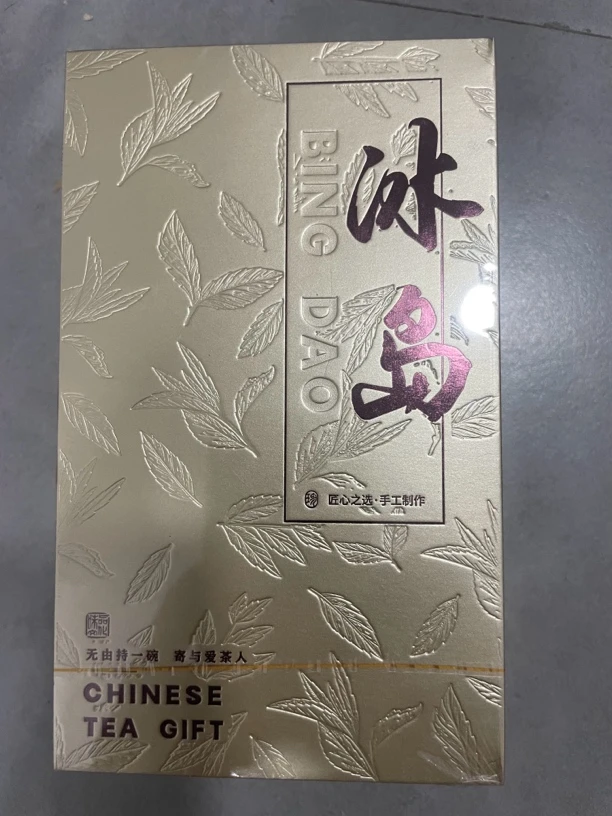 冰岛
BING DAO
匠心之选·手工制作
无由持一碗 寄与爱茶人
CHINESE
TEA GIFT